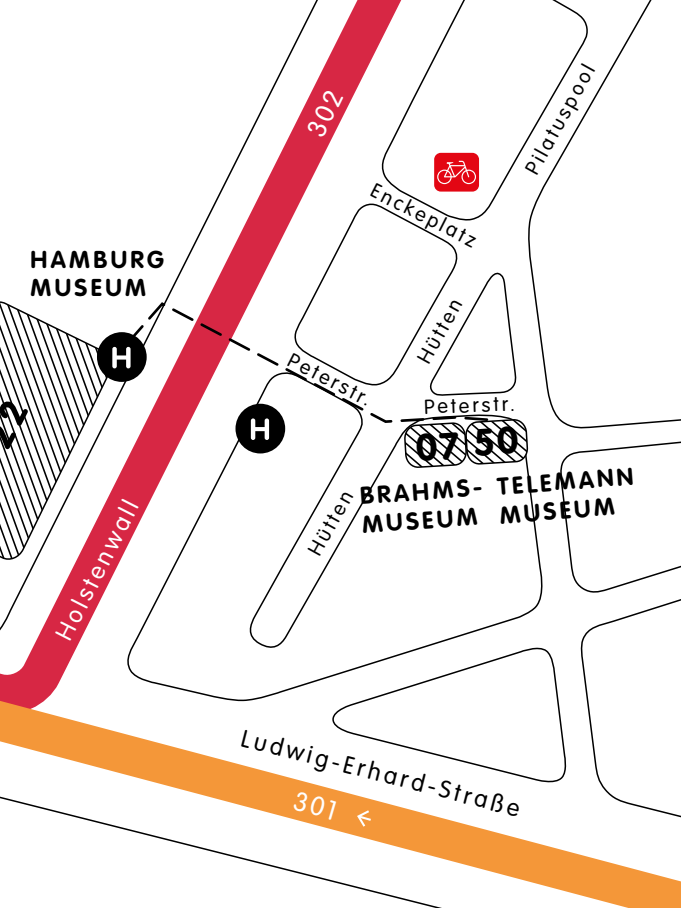 302
Pilatuspool
Enckeplatz
HAMBURG
MUSEUM
H
Hütten
Peterstr.
Peterstr.
22
H
07 50
BRAHMS- TELEMANN
MUSEUM MUSEUM
Hütten
Holstenwall
Ludwig-Erhard-Straße
301 ←